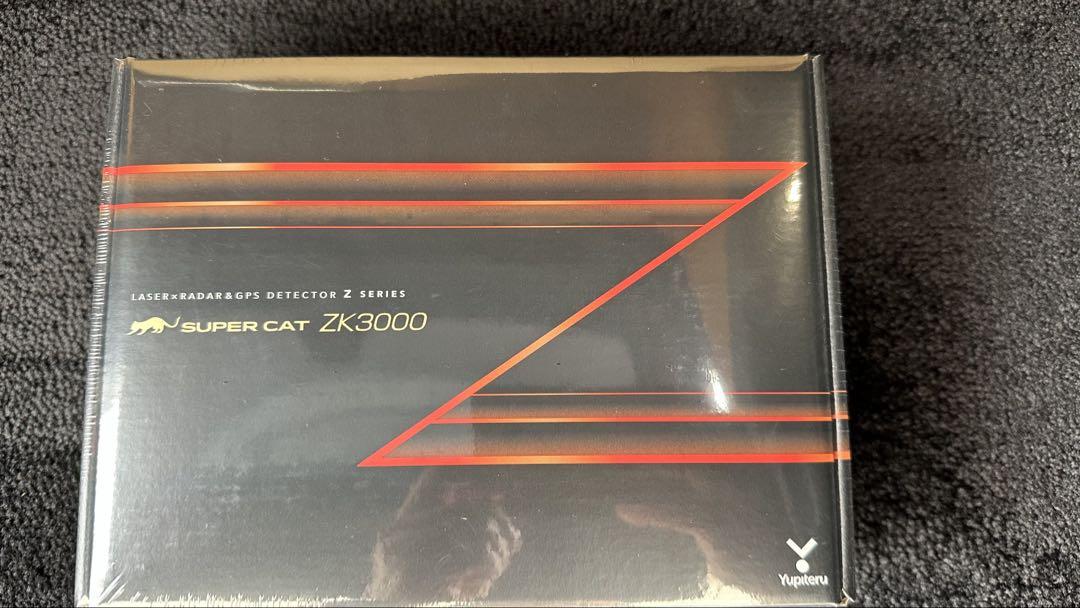 LASER×RADAR&GPS DETECTOR Z SERIES
SUPER CAT ZK3000
Yupiteru